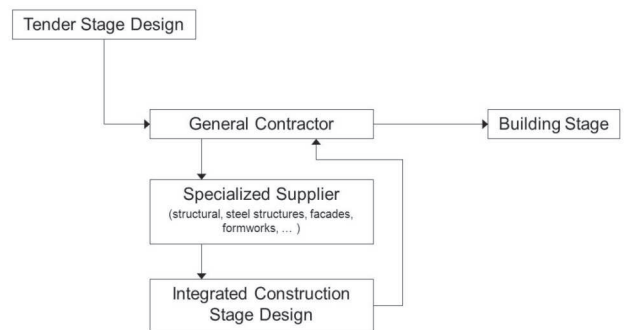 Tender Stage Design
General Contractor
Building Stage
Specialized Supplier
(structural, steel structures, facades,
formworks, ... )
Integrated Construction
Stage Design